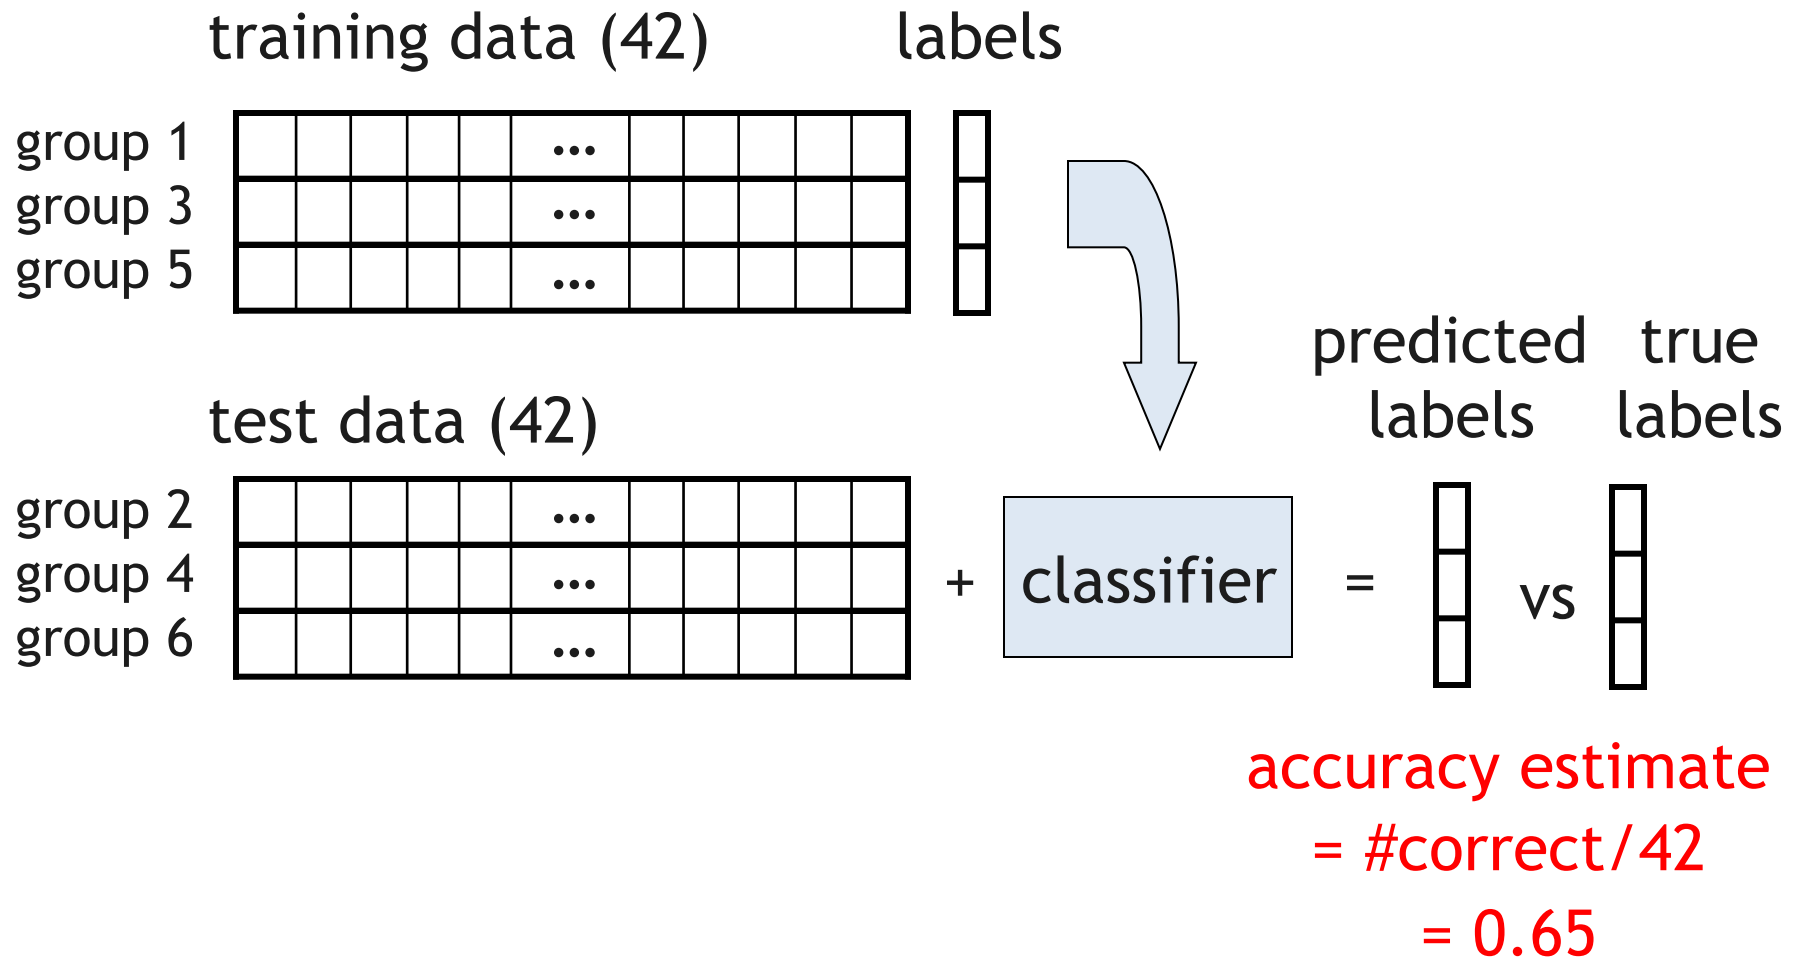 training data (42)
labels
group 1
...
group 3
...
group 5
...
predicted
labels
true
labels
test data (42)
group 2
...
group 4
...
group 6
...
+
classifier
=
vs
accuracy estimate
= #correct/42
= 0.65